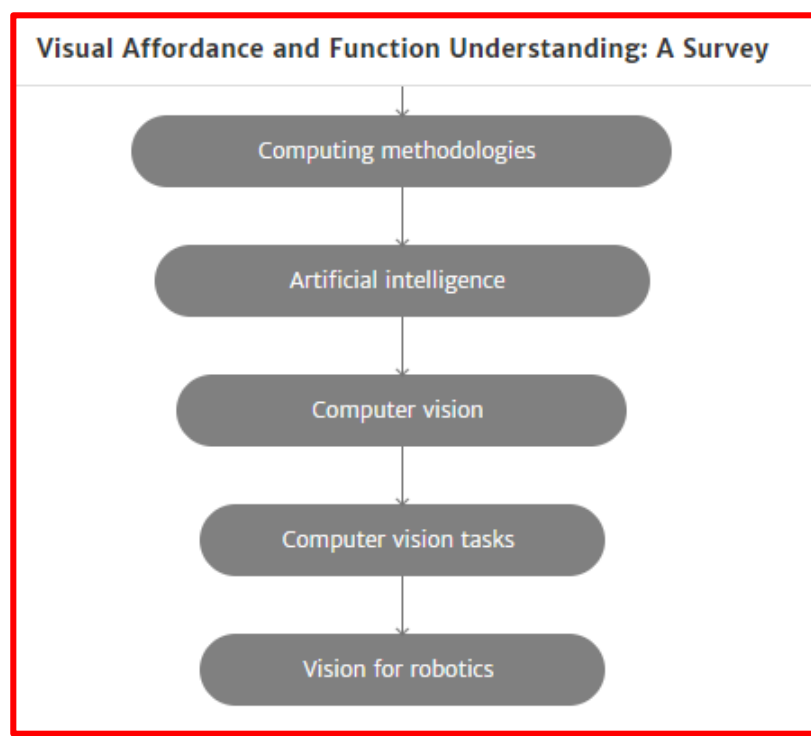 Visual Affordance and Function Understanding: A Survey
Computing methodologies
Artificial intelligence
Computer vision
Computer vision tasks
Vision for robotics